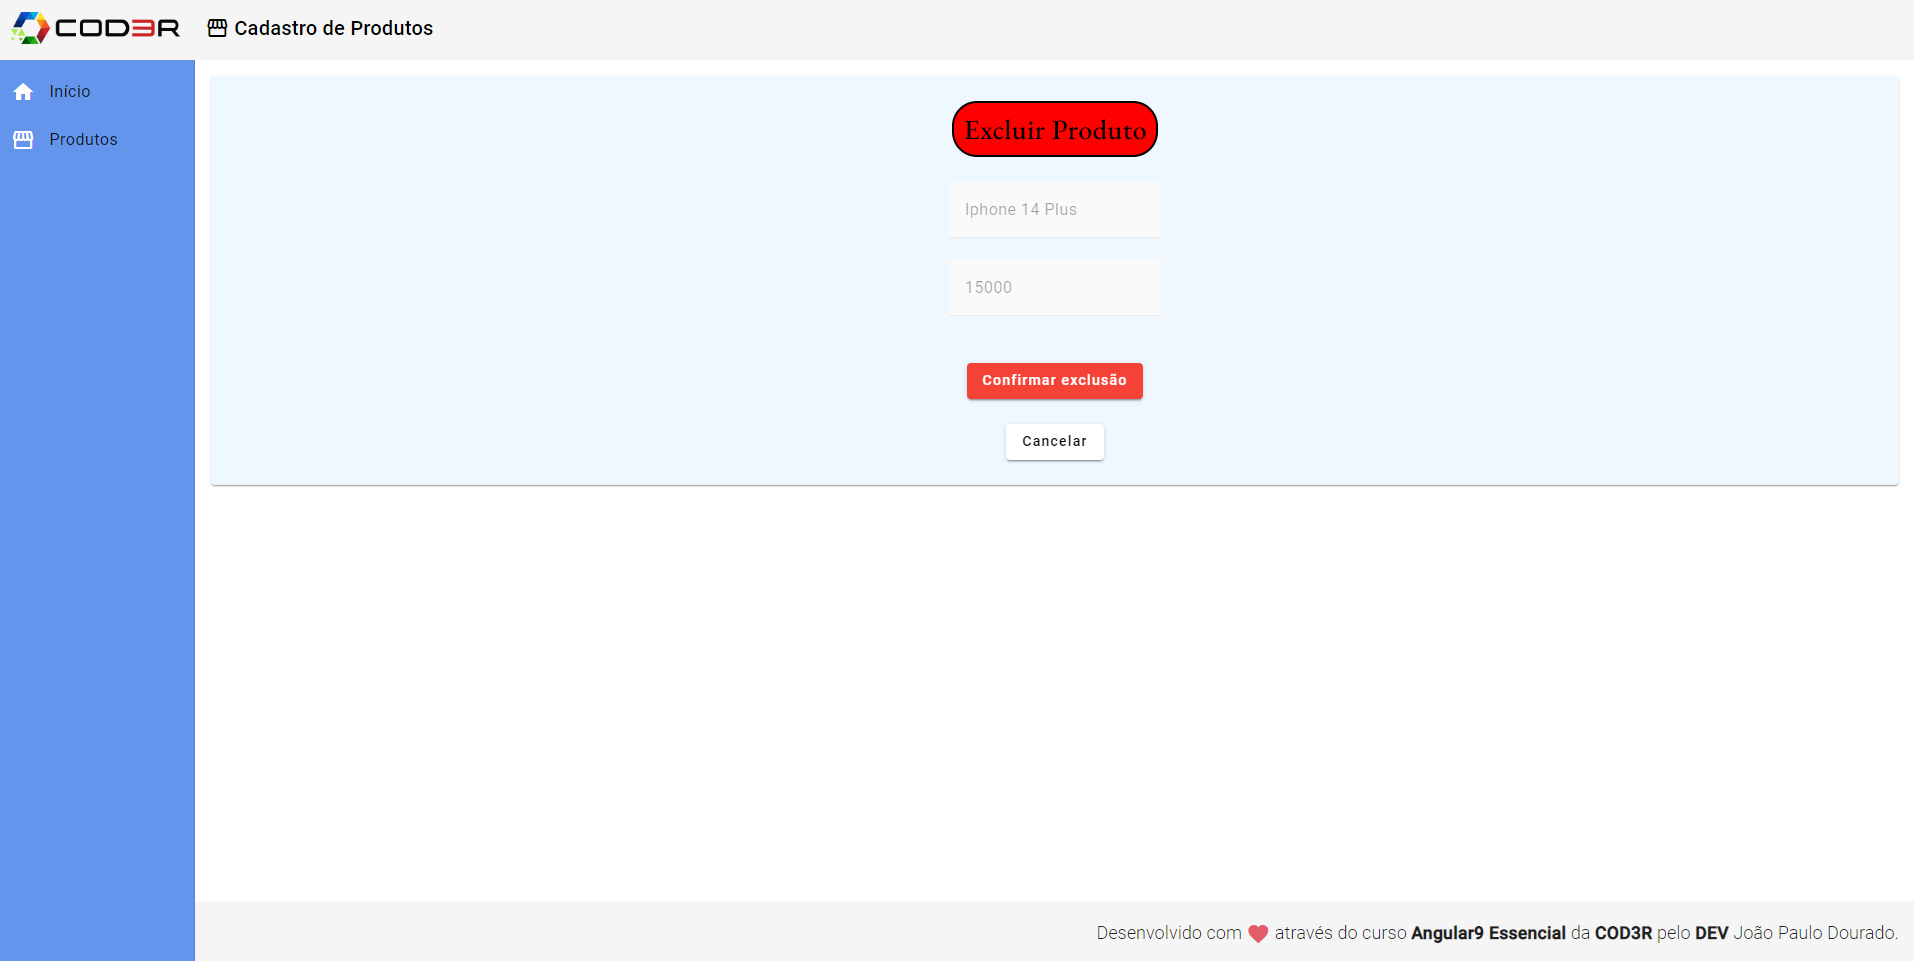 COD3R
Cadastro de Produtos
Início
Produtos
Excluir Produto
Iphone 14 Plus
15000
Confirmar exclusão
Cancelar
Desenvolvido com através do curso Angular9 Essencial da COD3R pelo DEV João Paulo Dourado.